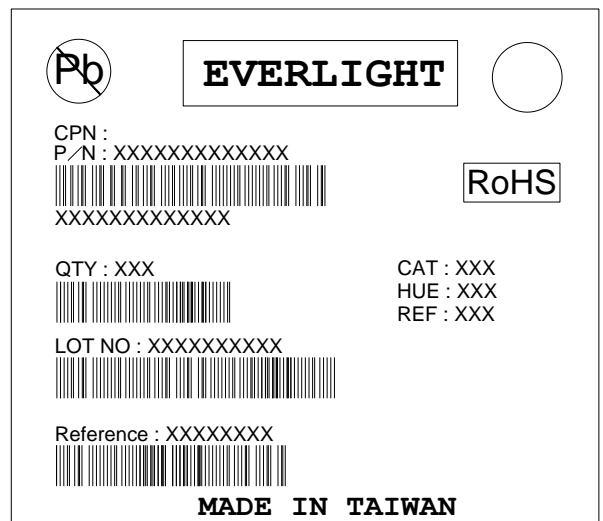 Pb
EVERLIGHT
CPN :
P/N : XXXXXXXXXXXXX
RoHS
XXXXXXXXXXXXX
QTY : XXX
CAT : XXX
HUE : XXX
REF : XXX
LOT NO : XXXXXXXXXX
Reference : XXXXXXXX
MADE IN TAIWAN